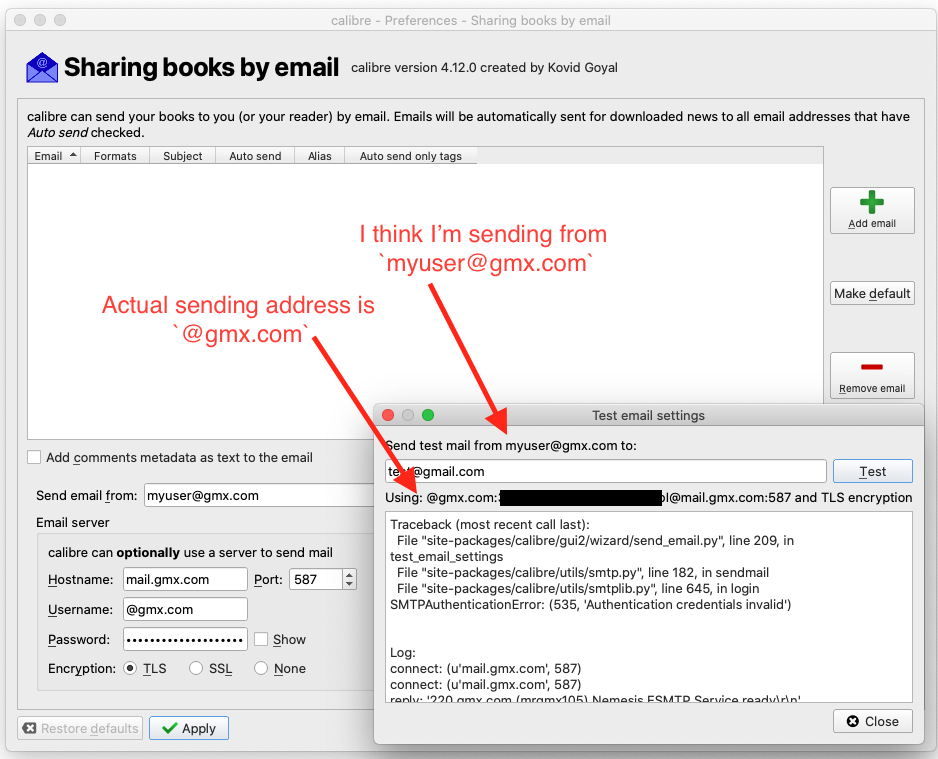 calibre - Preferences - Sharing books by email
Sharing books by email
calibre version 4.12.0 created by Kovid Goyal
calibre can send your books to you (or your reader) by email. Emails will be automatically sent for downloaded news to all email addresses that have
Auto send checked.
Email Formats Subject Auto send Alias Auto send only tags
Add email
Make default
Remove email
I think I’m sending from
`myuser@gmx.com`
Actual sending address is
`@gmx.com`
Add comments metadata as text to the email
Send email from: myuser@gmx.com
Email server
calibre can optionally use a server to send mail
Hostname: mail.gmx.com Port: 587
Username: @gmx.com
Password: •••••••••••••••••••• Show
Encryption: TLS SSL None
Restore defaults Apply
Test email settings
Send test mail from myuser@gmx.com to:
test@gmail.com Test
Using: @gmx.com: l@mail.gmx.com:587 and TLS encryption
Traceback (most recent call last):
File "site-packages/calibre/gui2/wizard/send_email.py", line 209, in
test_email_settings
File "site-packages/calibre/utils/smtp.py", line 182, in sendmail
File "site-packages/calibre/utils/smtplib.py", line 645, in login
SMTPAuthenticationError: (535, 'Authentication credentials invalid')
Log:
connect: (u'mail.gmx.com', 587)
connect: (u'mail.gmx.com', 587)
reply: '220 gmx.com (mrgmx105) Nemesis ESMTP Service ready\r\n'
Close